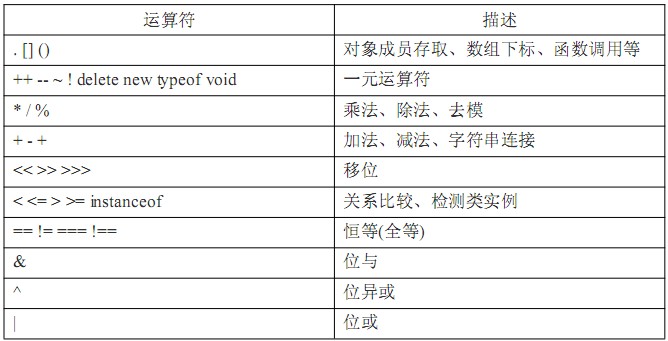 运算符 描述
. [] () 对象成员存取、数组下标、函数调用等
++ -- ~ ! delete new typeof void 一元运算符
* / % 乘法、除法、去模
+ - + 加法、减法、字符串连接
<< >> >>> 移位
< <= > >= instanceof 关系比较、检测类实例
== != === !== 恒等(全等)
& 位与
^ 位异或
| 位或